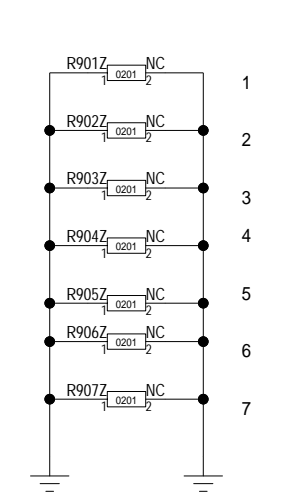 R901Z NC
1 0201 2
1
R902Z NC
1 0201 2
2
R903Z NC
1 0201 2
3
R904Z NC
1 0201 2
4
R905Z NC
1 0201 2
5
R906Z NC
1 0201 2
6
R907Z NC
1 0201 2
7